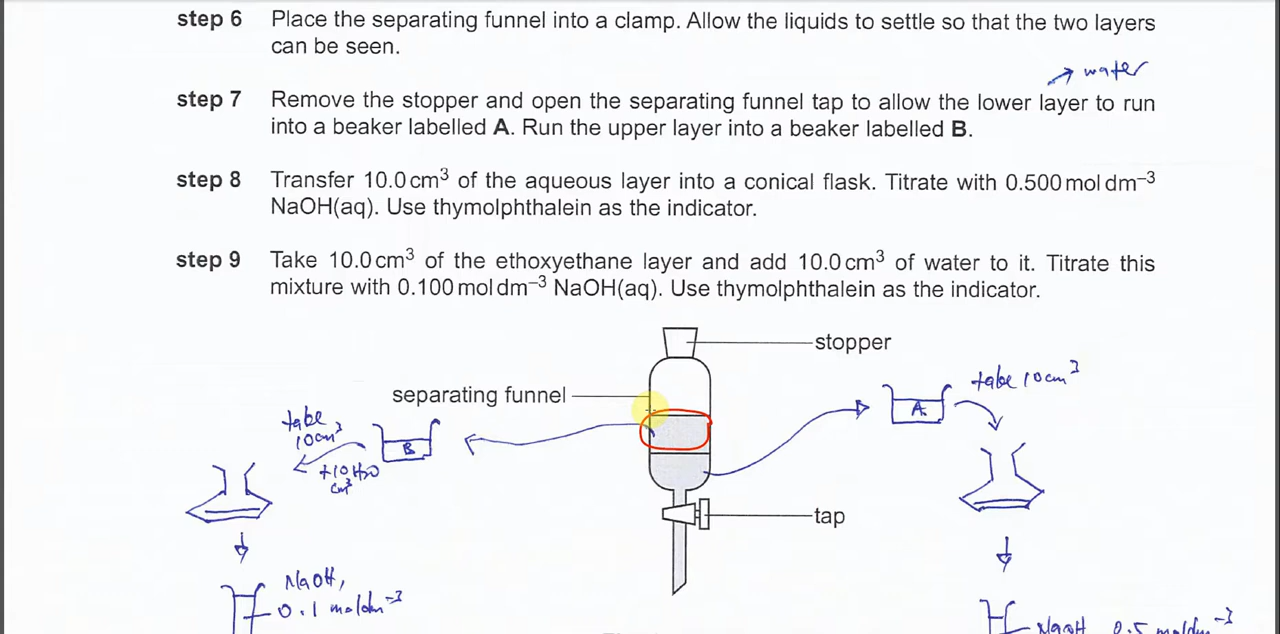 step 6 Place the separating funnel into a clamp. Allow the liquids to settle so that the two layers
can be seen.
→ water
step 7 Remove the stopper and open the separating funnel tap to allow the lower layer to run
into a beaker labelled A. Run the upper layer into a beaker labelled B.
step 8 Transfer 10.0 cm³ of the aqueous layer into a conical flask. Titrate with 0.500 mol dm⁻³
NaOH(aq). Use thymolphthalein as the indicator.
step 9 Take 10.0 cm³ of the ethoxyethane layer and add 10.0 cm³ of water to it. Titrate this
mixture with 0.100 mol dm⁻³ NaOH(aq). Use thymolphthalein as the indicator.
stopper
separating funnel
take 10cm³
A
take
10cm³
B
+10 H₂O
cm³
tap
NaOH,
0.1 moldm⁻³
NaOH 0.5 moldm⁻³